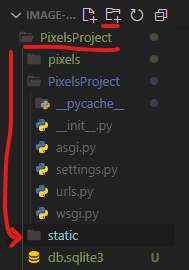 IMAGE-...
PixelsProject
pixels
PixelsProject
__pycache__
__init__.py
asgi.py
settings.py
urls.py
wsgi.py
static
db.sqlite3 U